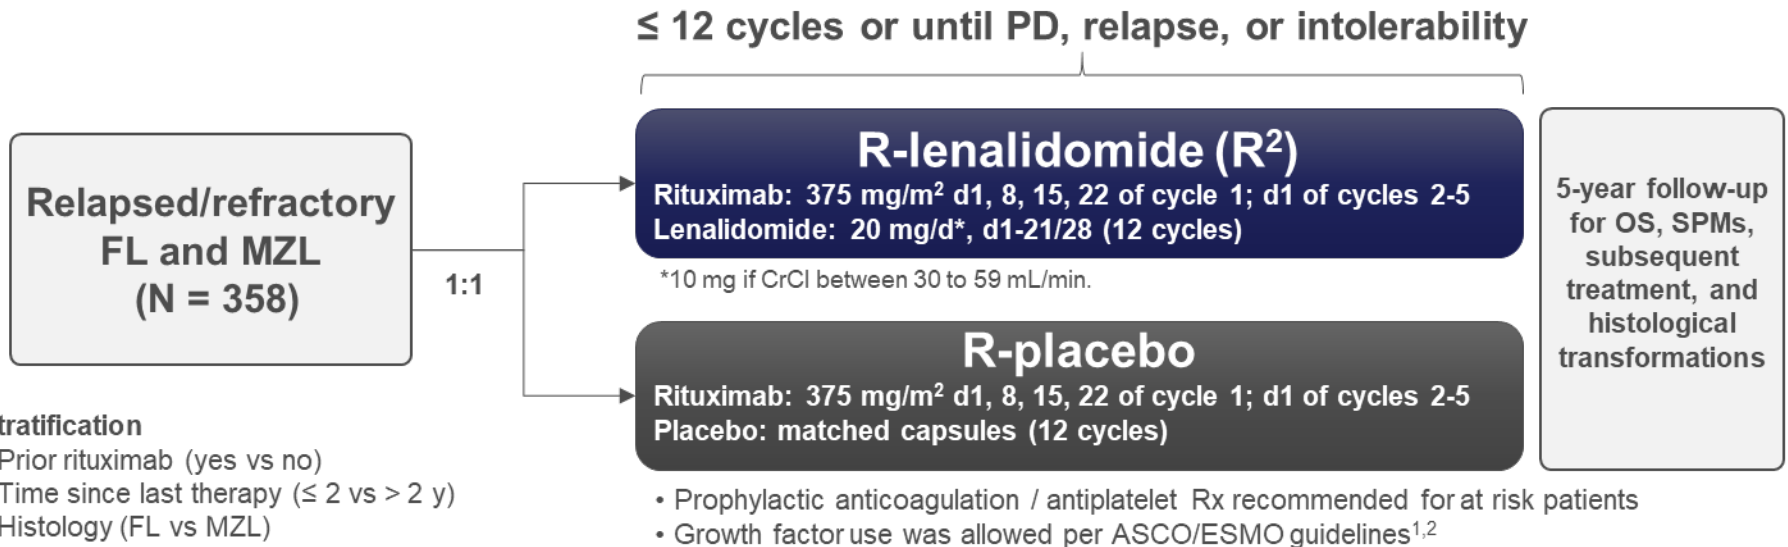 ≤ 12 cycles or until PD, relapse, or intolerability
Relapsed/refractory
FL and MZL
(N = 358)
1:1
R-lenalidomide (R²)
Rituximab: 375 mg/m² d1, 8, 15, 22 of cycle 1; d1 of cycles 2-5
Lenalidomide: 20 mg/d*, d1-21/28 (12 cycles)
*10 mg if CrCl between 30 to 59 mL/min.
R-placebo
Rituximab: 375 mg/m² d1, 8, 15, 22 of cycle 1; d1 of cycles 2-5
Placebo: matched capsules (12 cycles)
5-year follow-up
for OS, SPMs,
subsequent
treatment, and
histological
transformations
tratification
Prior rituximab (yes vs no)
Time since last therapy (≤ 2 vs > 2 y)
Histology (FL vs MZL)
• Prophylactic anticoagulation / antiplatelet Rx recommended for at risk patients
• Growth factor use was allowed per ASCO/ESMO guidelines¹,²